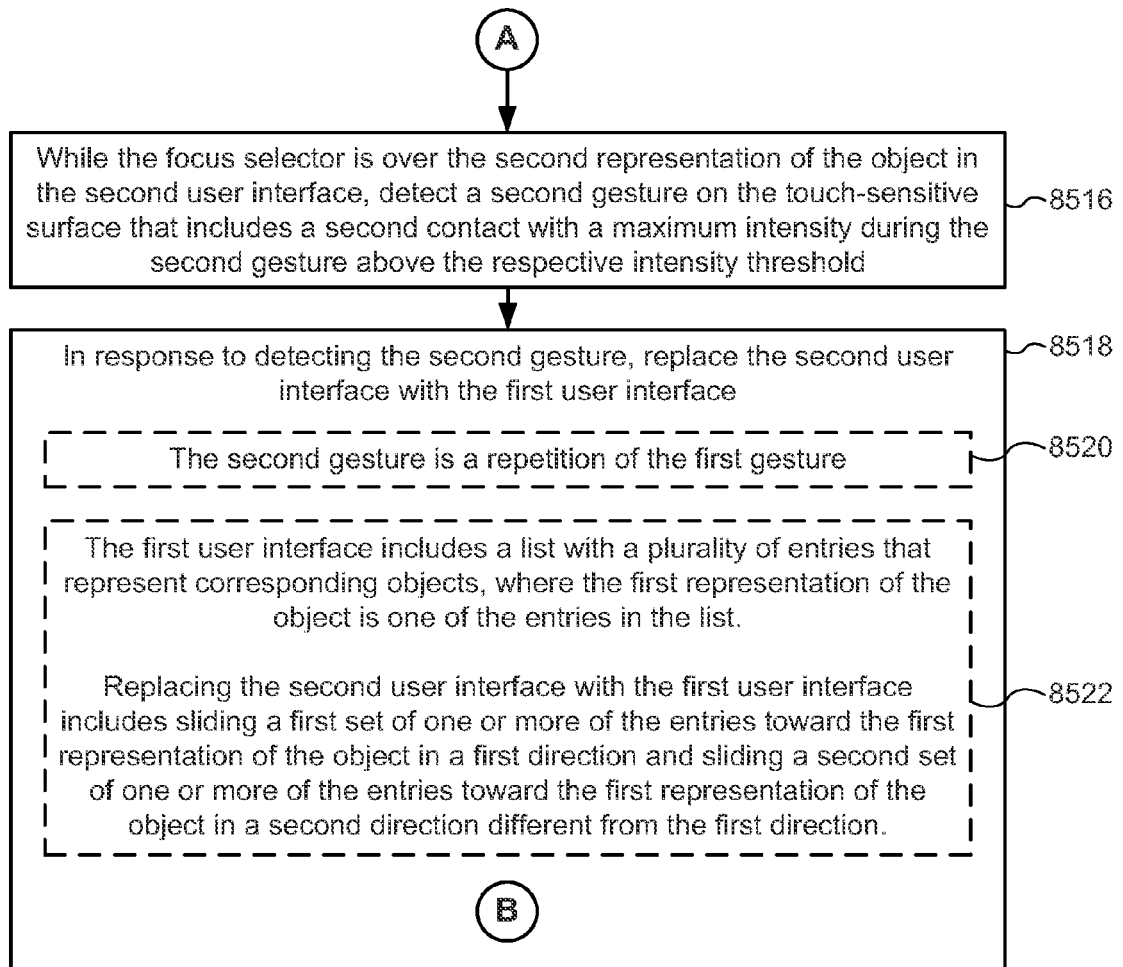 A
While the focus selector is over the second representation of the object in
the second user interface, detect a second gesture on the touch-sensitive
surface that includes a second contact with a maximum intensity during the
second gesture above the respective intensity threshold
8516
In response to detecting the second gesture, replace the second user
interface with the first user interface
8518
The second gesture is a repetition of the first gesture
8520
The first user interface includes a list with a plurality of entries that
represent corresponding objects, where the first representation of the
object is one of the entries in the list.
Replacing the second user interface with the first user interface
includes sliding a first set of one or more of the entries toward the first
representation of the object in a first direction and sliding a second set
of one or more of the entries toward the first representation of the
object in a second direction different from the first direction.
8522
B